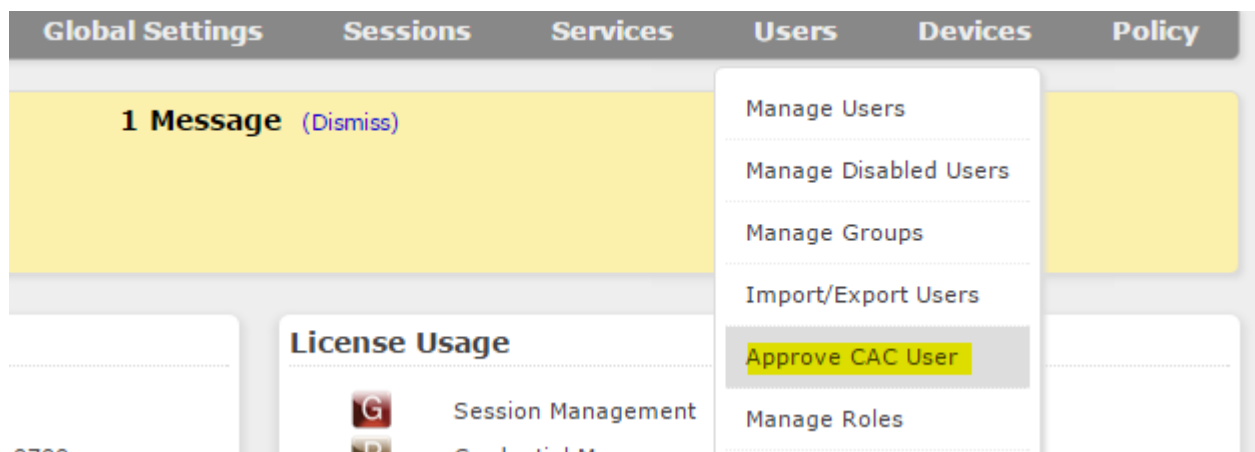 Global Settings Sessions Services Users Devices Policy
1 Message (Dismiss)
Manage Users
Manage Disabled Users
Manage Groups
Import/Export Users
Approve CAC User
Manage Roles
License Usage
G Session Management